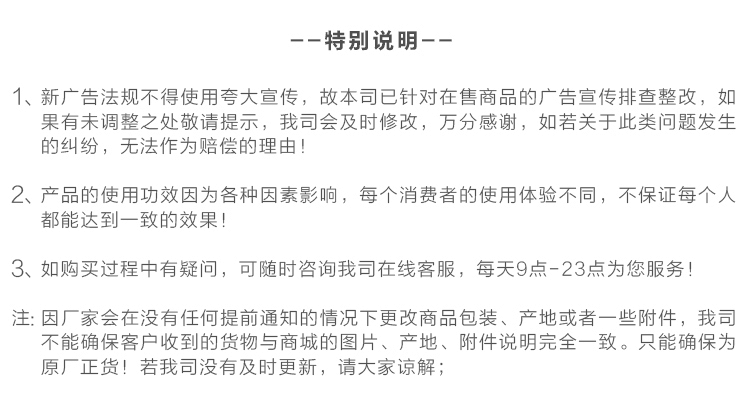 --特别说明--
1、新广告法规不得使用夸大宣传，故本司已针对在售商品的广告宣传排查整改，如
果有未调整之处敬请提示，我司会及时修改，万分感谢，如若关于此类问题发生
的纠纷，无法作为赔偿的理由！
2、产品的使用功效因为各种因素影响，每个消费者的使用体验不同，不保证每个人
都能达到一致的效果！
3、如购买过程中有疑问，可随时咨询我司在线客服，每天9点-23点为您服务！
注：因厂家会在没有任何提前通知的情况下更改商品包装、产地或者一些附件，我司
不能确保客户收到的货物与商城的图片、产地、附件说明完全一致。只能确保为
原厂正货！若我司没有及时更新，请大家谅解；